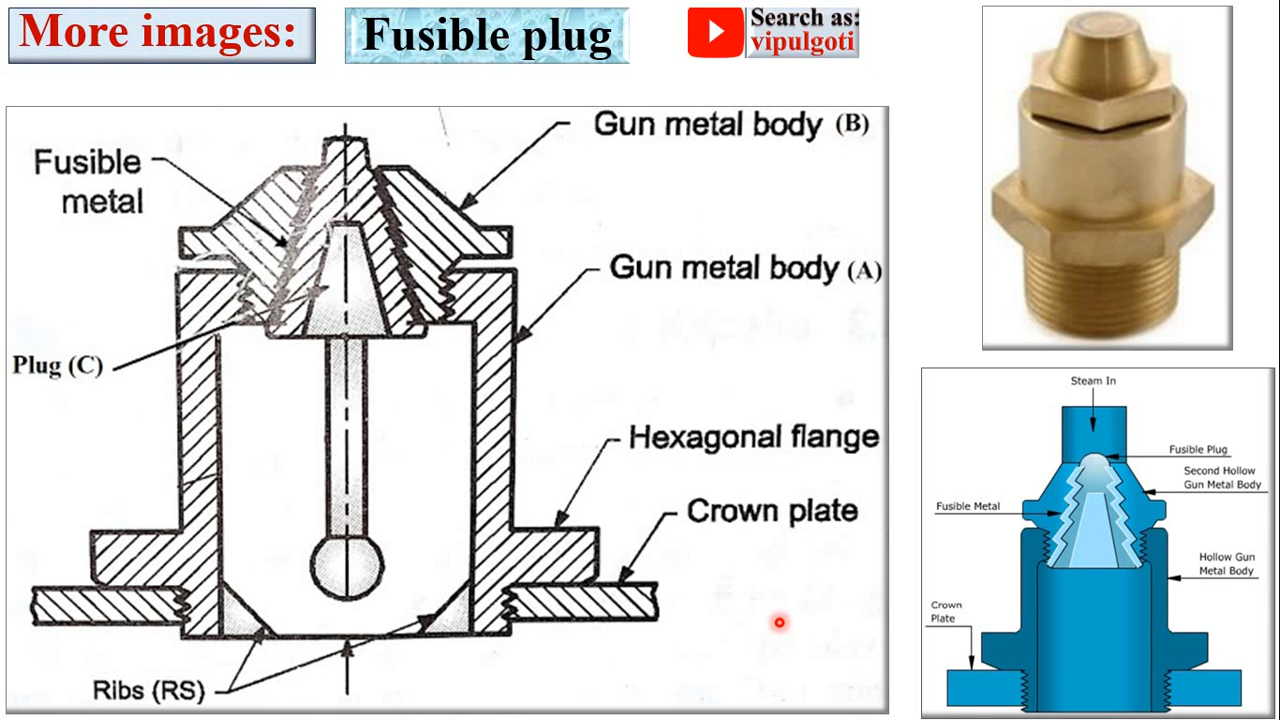 More images:
Fusible plug
Search as:
vipulgoti
Gun metal body (B)
Fusible
metal
Gun metal body (A)
Plug (C)
Hexagonal flange
Crown plate
Ribs (RS)
Steam In
Fusible Plug
Second Hollow
Gun Metal Body
Fusible Metal
Hollow Gun
Metal Body
Crown
Plate